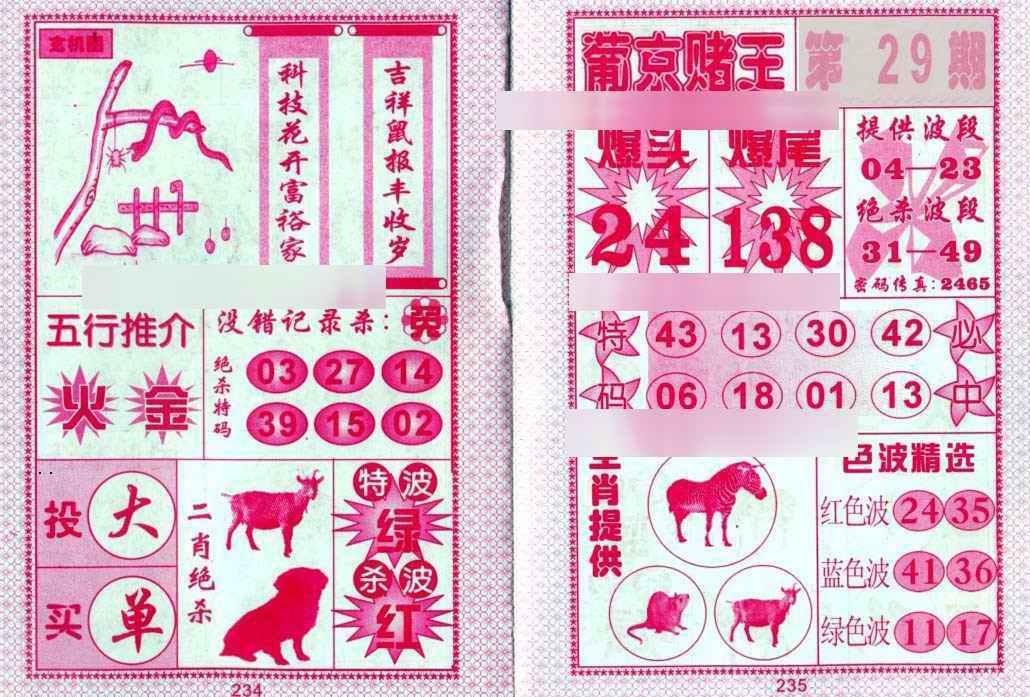 玄机图
吉祥鼠报丰收岁
科技花开富裕家
五行推介
火 金
没错记录杀：
绝杀特码
03 27 14
39 15 02
投 大
买 单
二肖绝杀
特波
绿
杀波
红
234
葡京赌王
第29期
爆头
24
爆尾
138
提供波段
04—23
绝杀波段
31—49
密码传真：2465
特码
43 13 30 42
06 18 01 13
必中
生肖提供
色波精选
红色波 24 35
蓝色波 41 36
绿色波 11 17
235